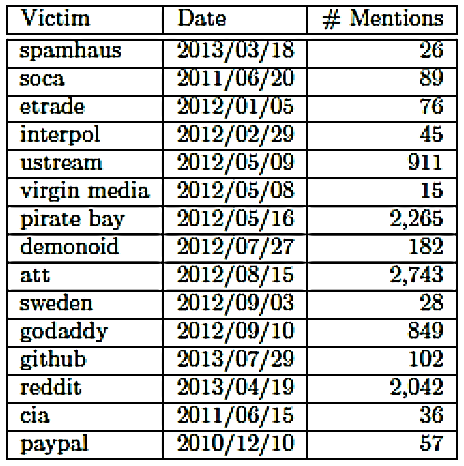 Victim Date # Mentions
spamhaus 2013/03/18 26
soca 2011/06/20 89
etrade 2012/01/05 76
interpol 2012/02/29 45
ustream 2012/05/09 911
virgin media 2012/05/08 15
pirate bay 2012/05/16 2,265
demonoid 2012/07/27 182
att 2012/08/15 2,743
sweden 2012/09/03 28
godaddy 2012/09/10 849
github 2013/07/29 102
reddit 2013/04/19 2,042
cia 2011/06/15 36
paypal 2010/12/10 57